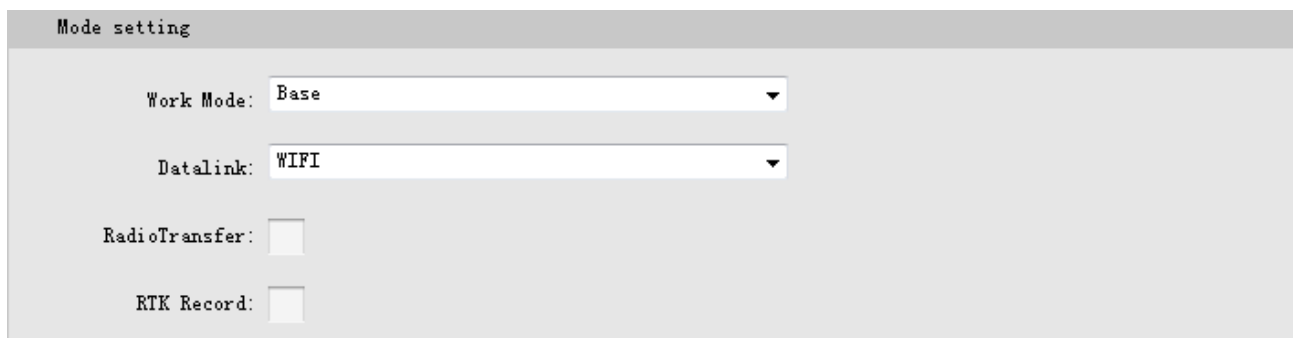 Mode setting
Work Mode: Base
Datalink: WIFI
RadioTransfer:
RTK Record: